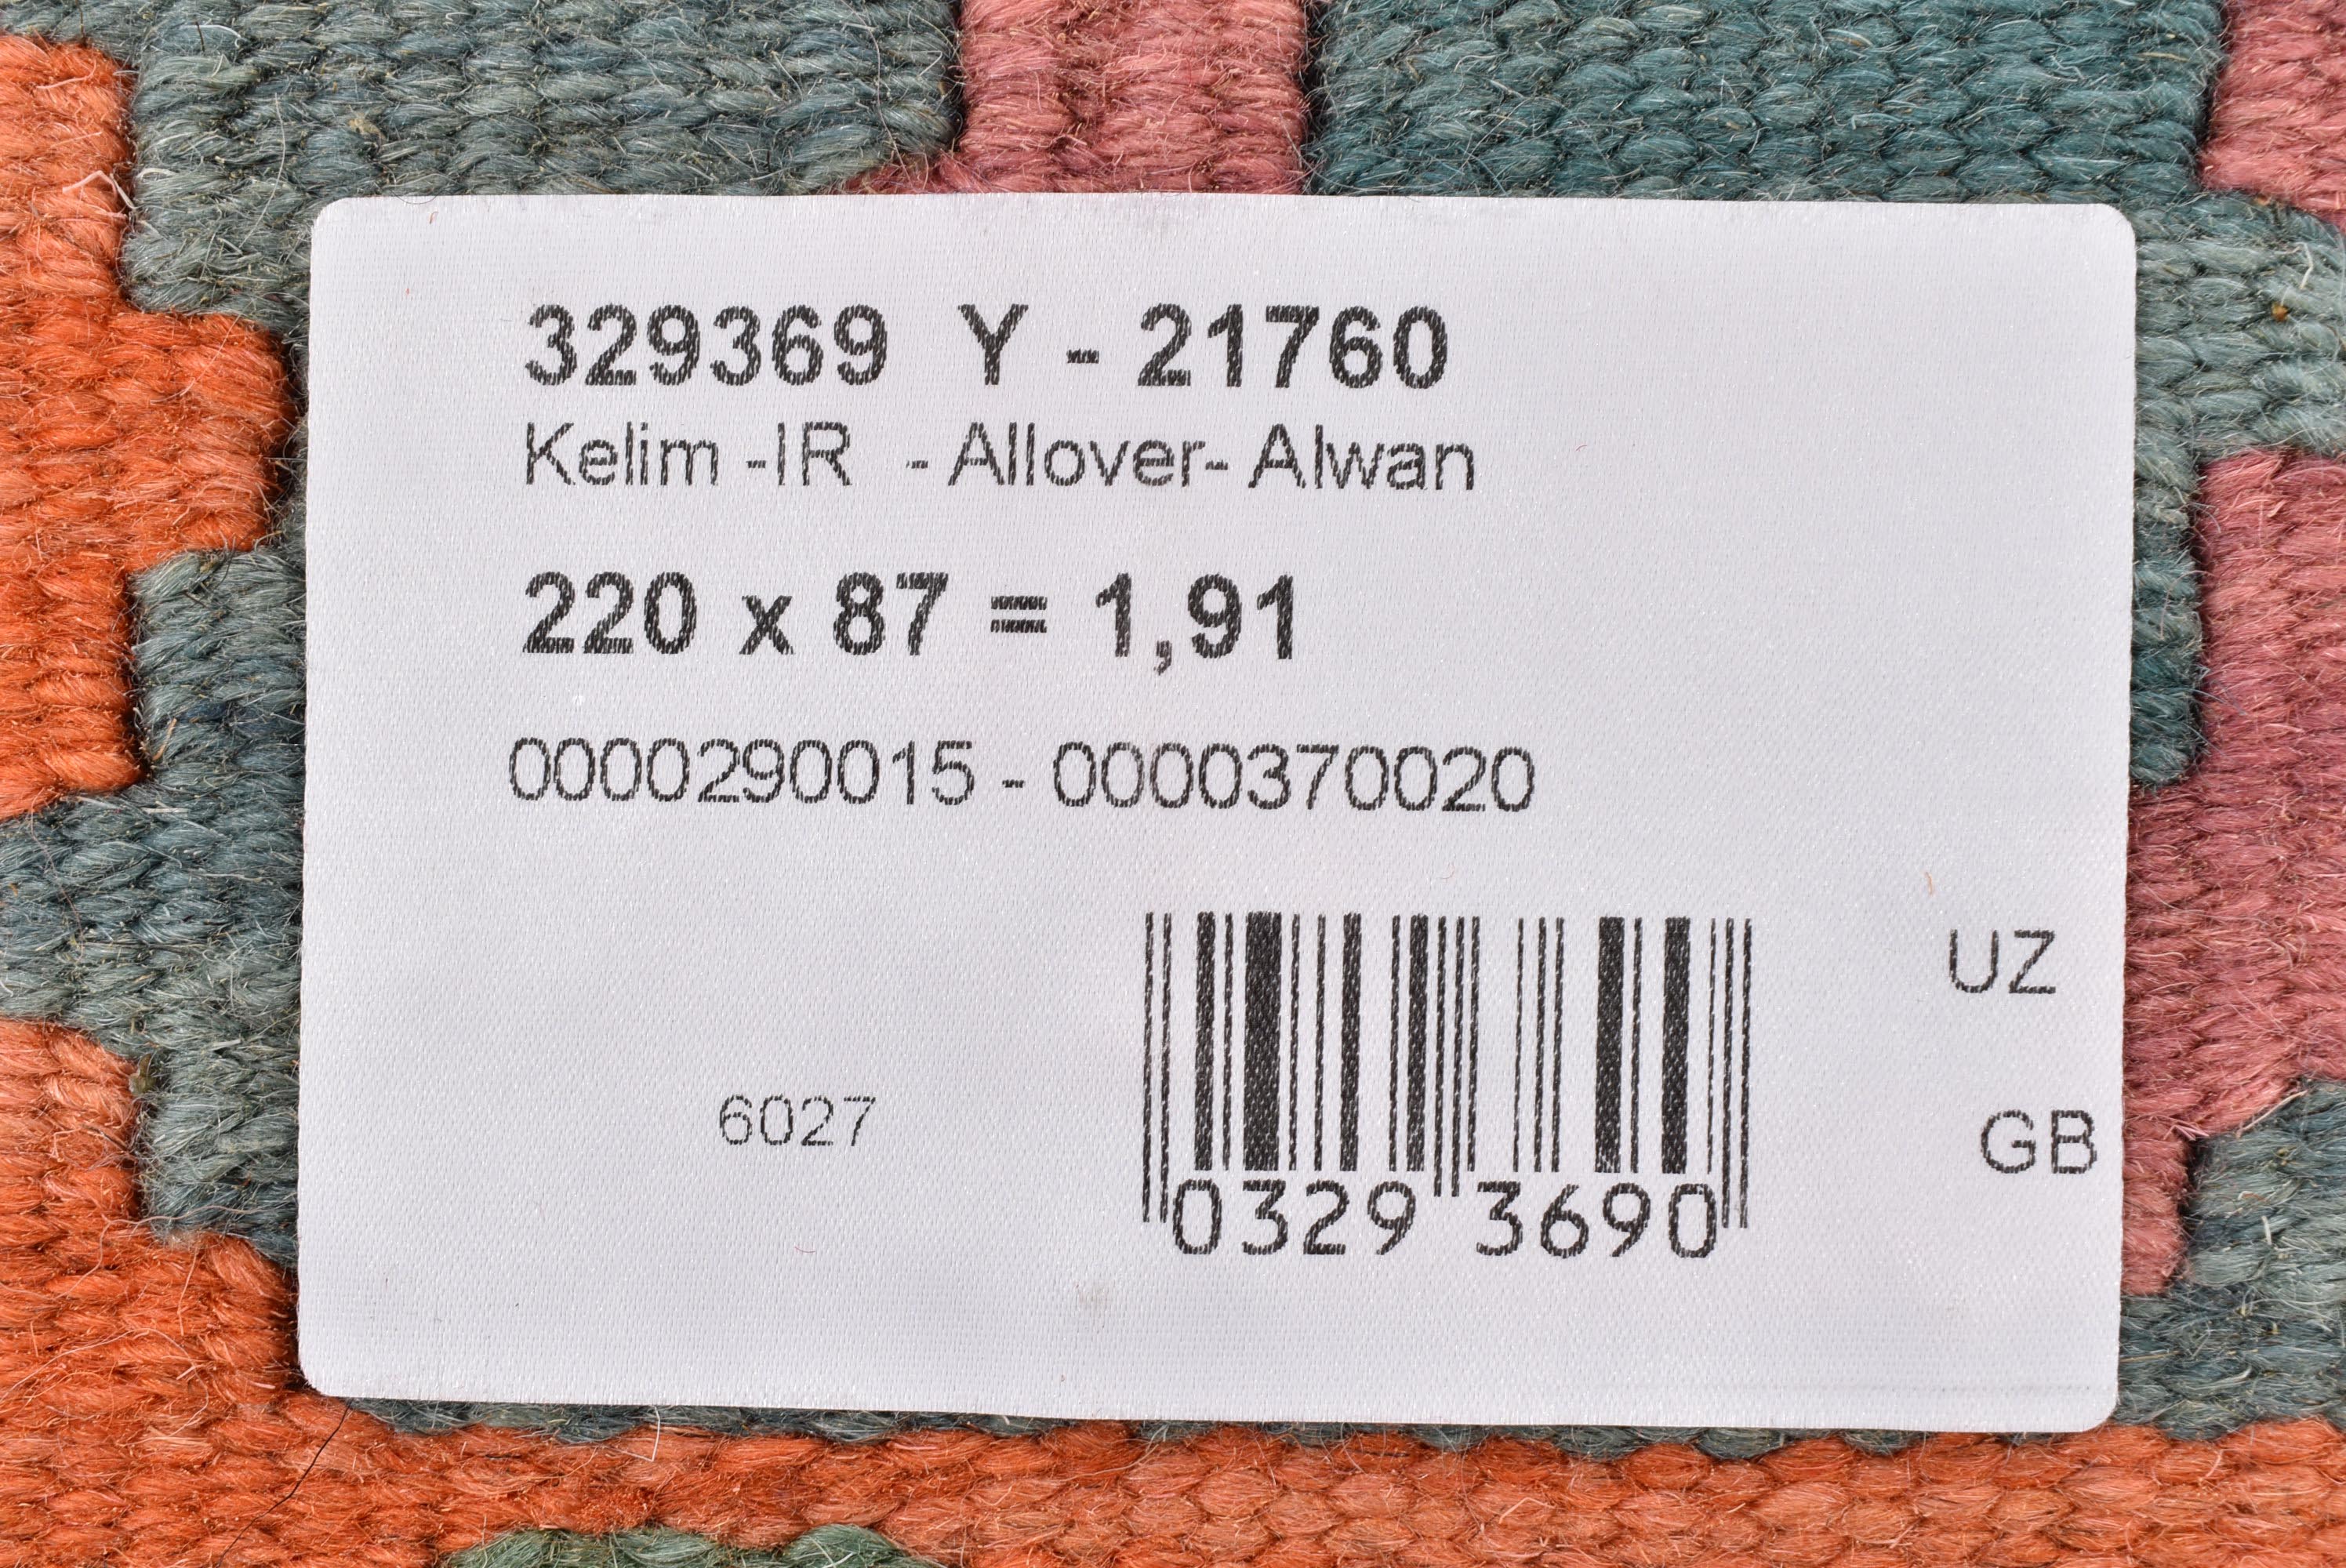 329369 Y - 21760
Kelim -IR - Allover- Alwan
220 x 87 = 1,91
0000290015 - 0000370020
UZ
6027
GB
0329 3690